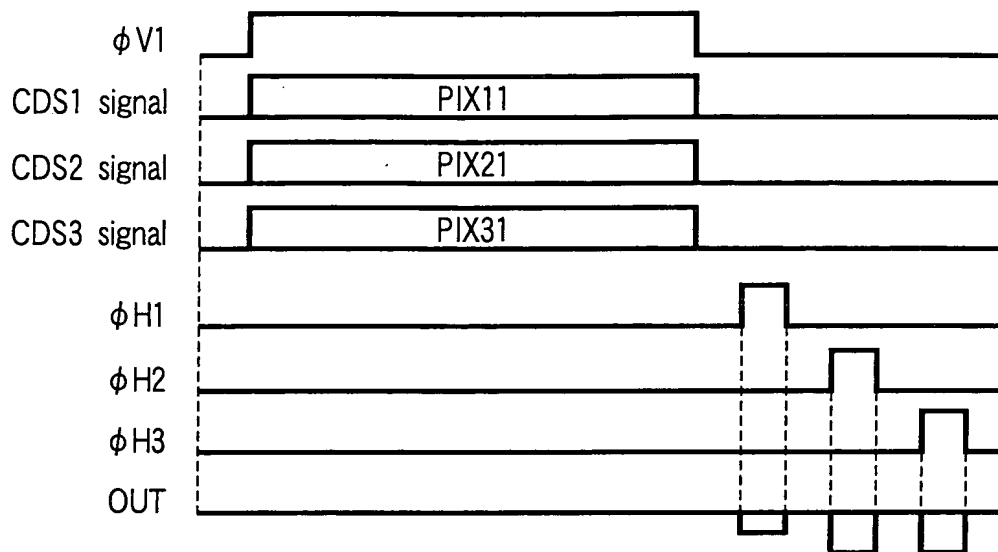 φV1
CDS1 signal PIX11
CDS2 signal PIX21
CDS3 signal PIX31
φH1
φH2
φH3
OUT